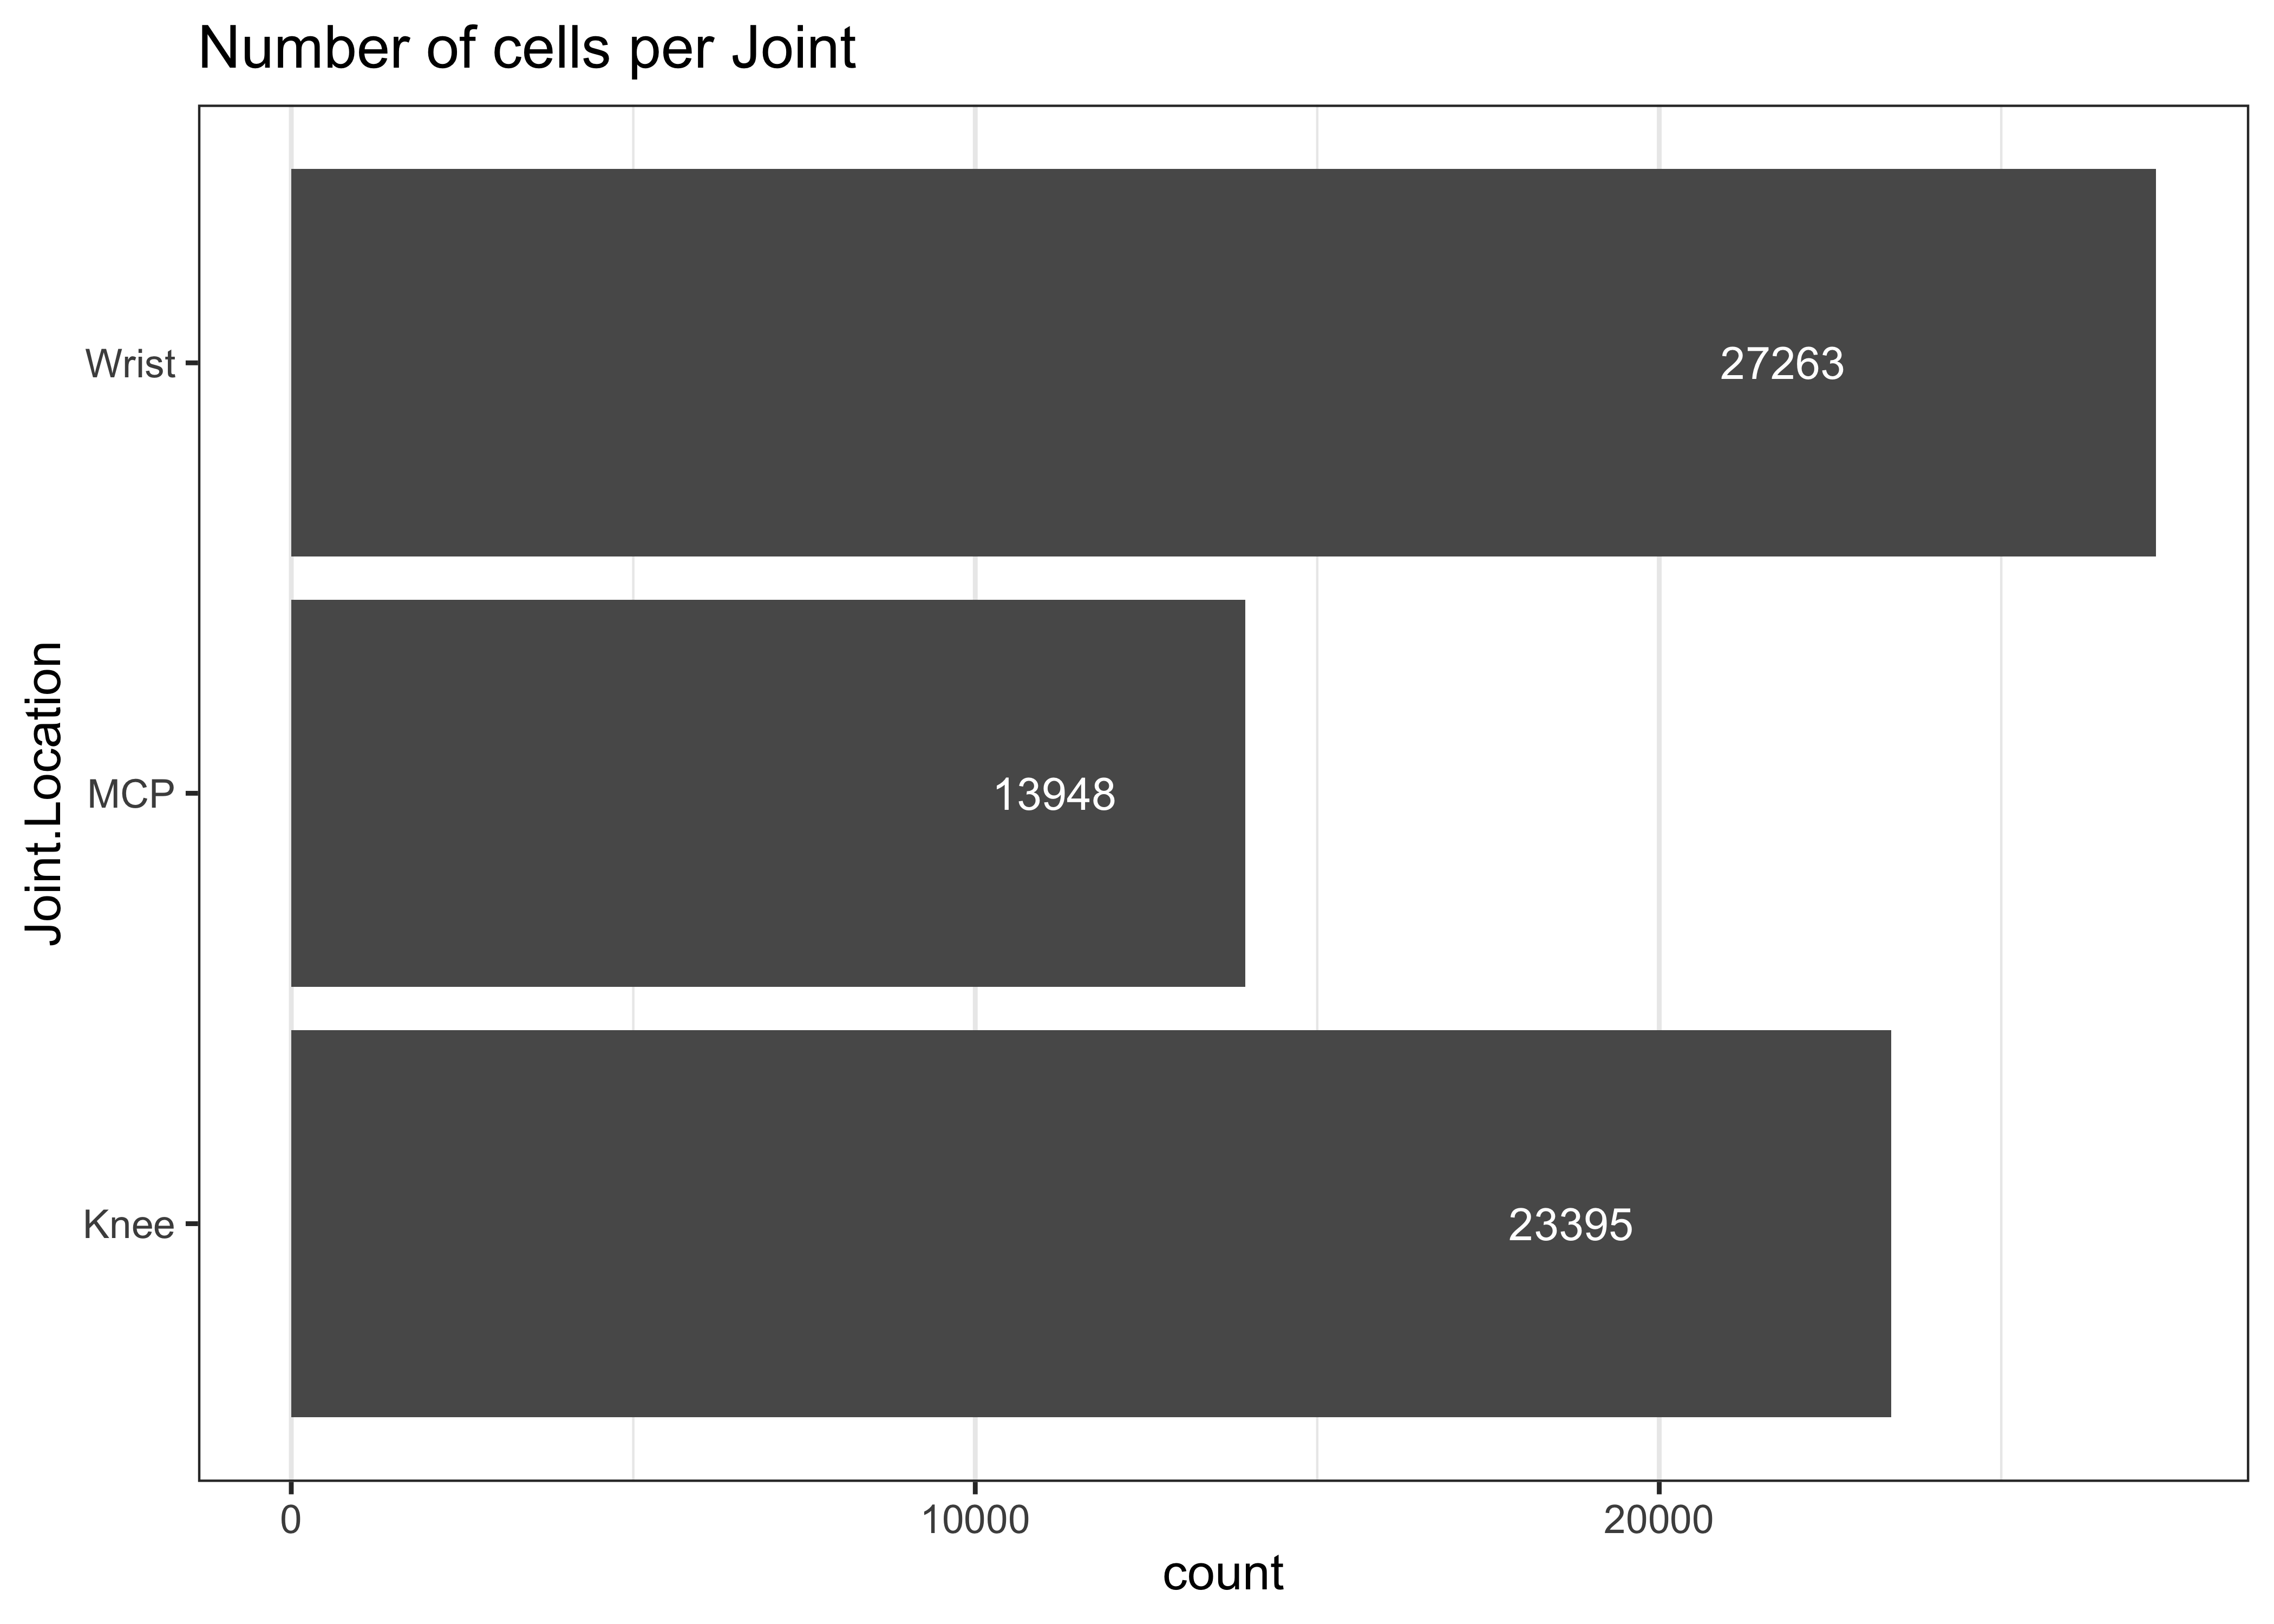 Number of cells per Joint
Joint.Location
Wrist
27263
MCP
13948
Knee
23395
0
10000
20000
count